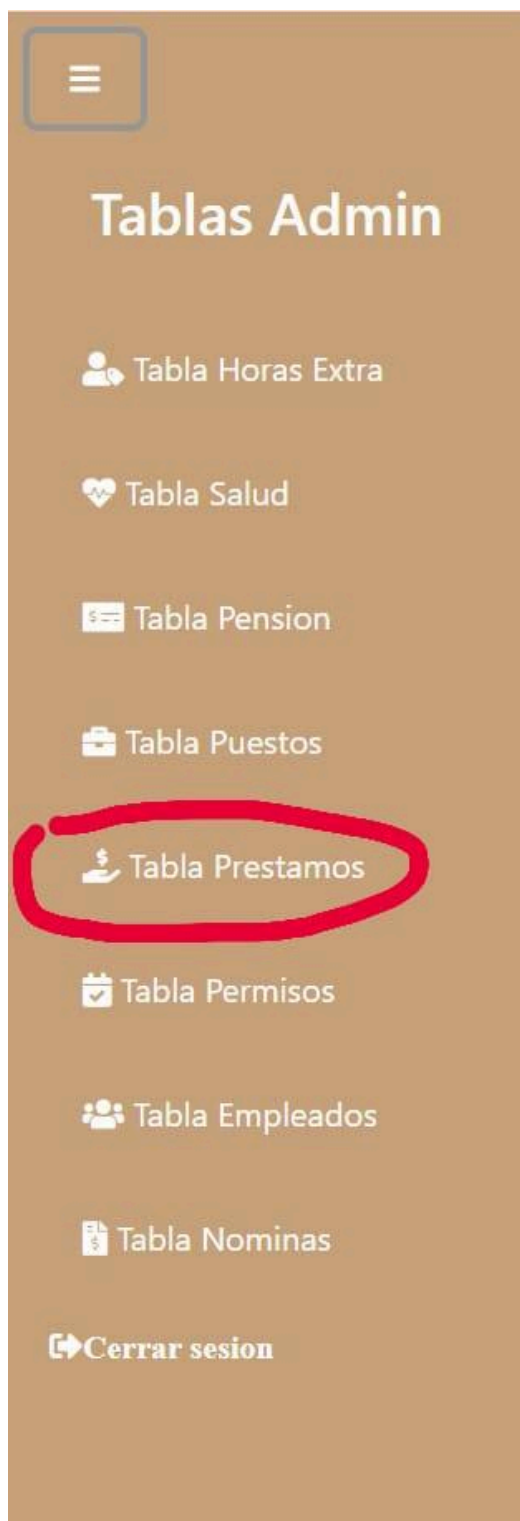 Tablas Admin
Tabla Horas Extra
Tabla Salud
Tabla Pension
Tabla Puestos
Tabla Prestamos
Tabla Permisos
Tabla Empleados
Tabla Nominas
Cerrar sesion